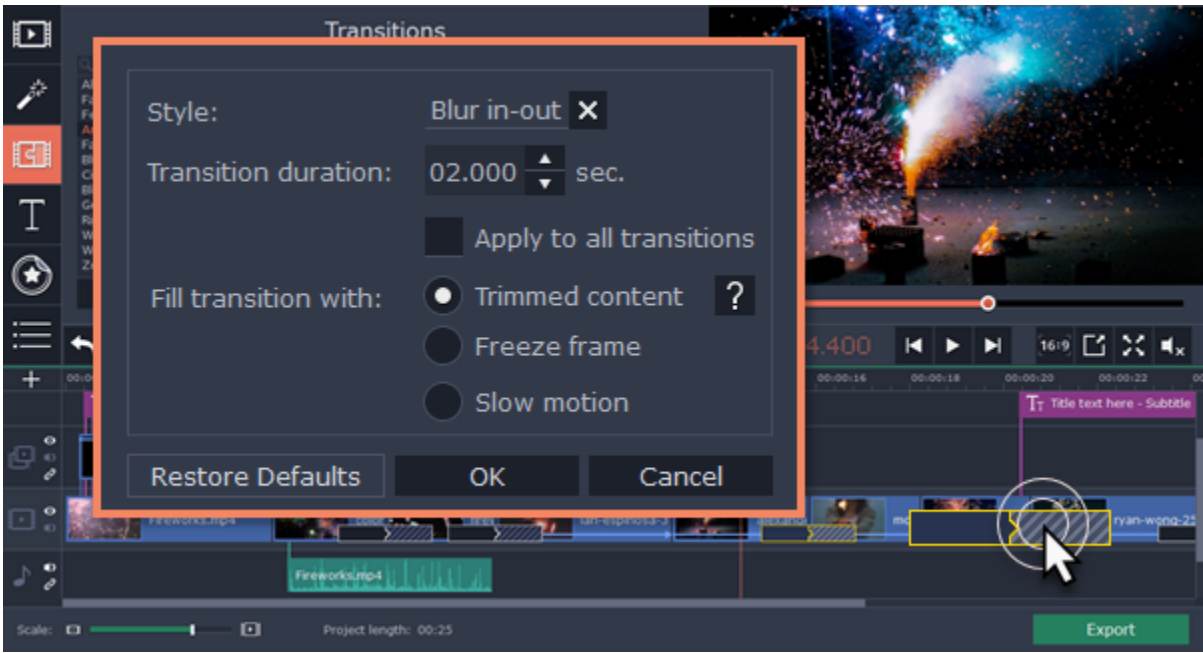 Transitions
Style: Blur in-out
Transition duration: 02.000 sec.
Apply to all transitions
Fill transition with: Trimmed content ?
Freeze frame
Slow motion
Restore Defaults OK Cancel
4.400 16:9
00:00:16 00:00:18 00:00:20 00:00:22
Title text here - Subtitle
Fireworks.mp4
ryan-wong-21
Fireworks.mp4
Scale: Project length: 00:25 Export